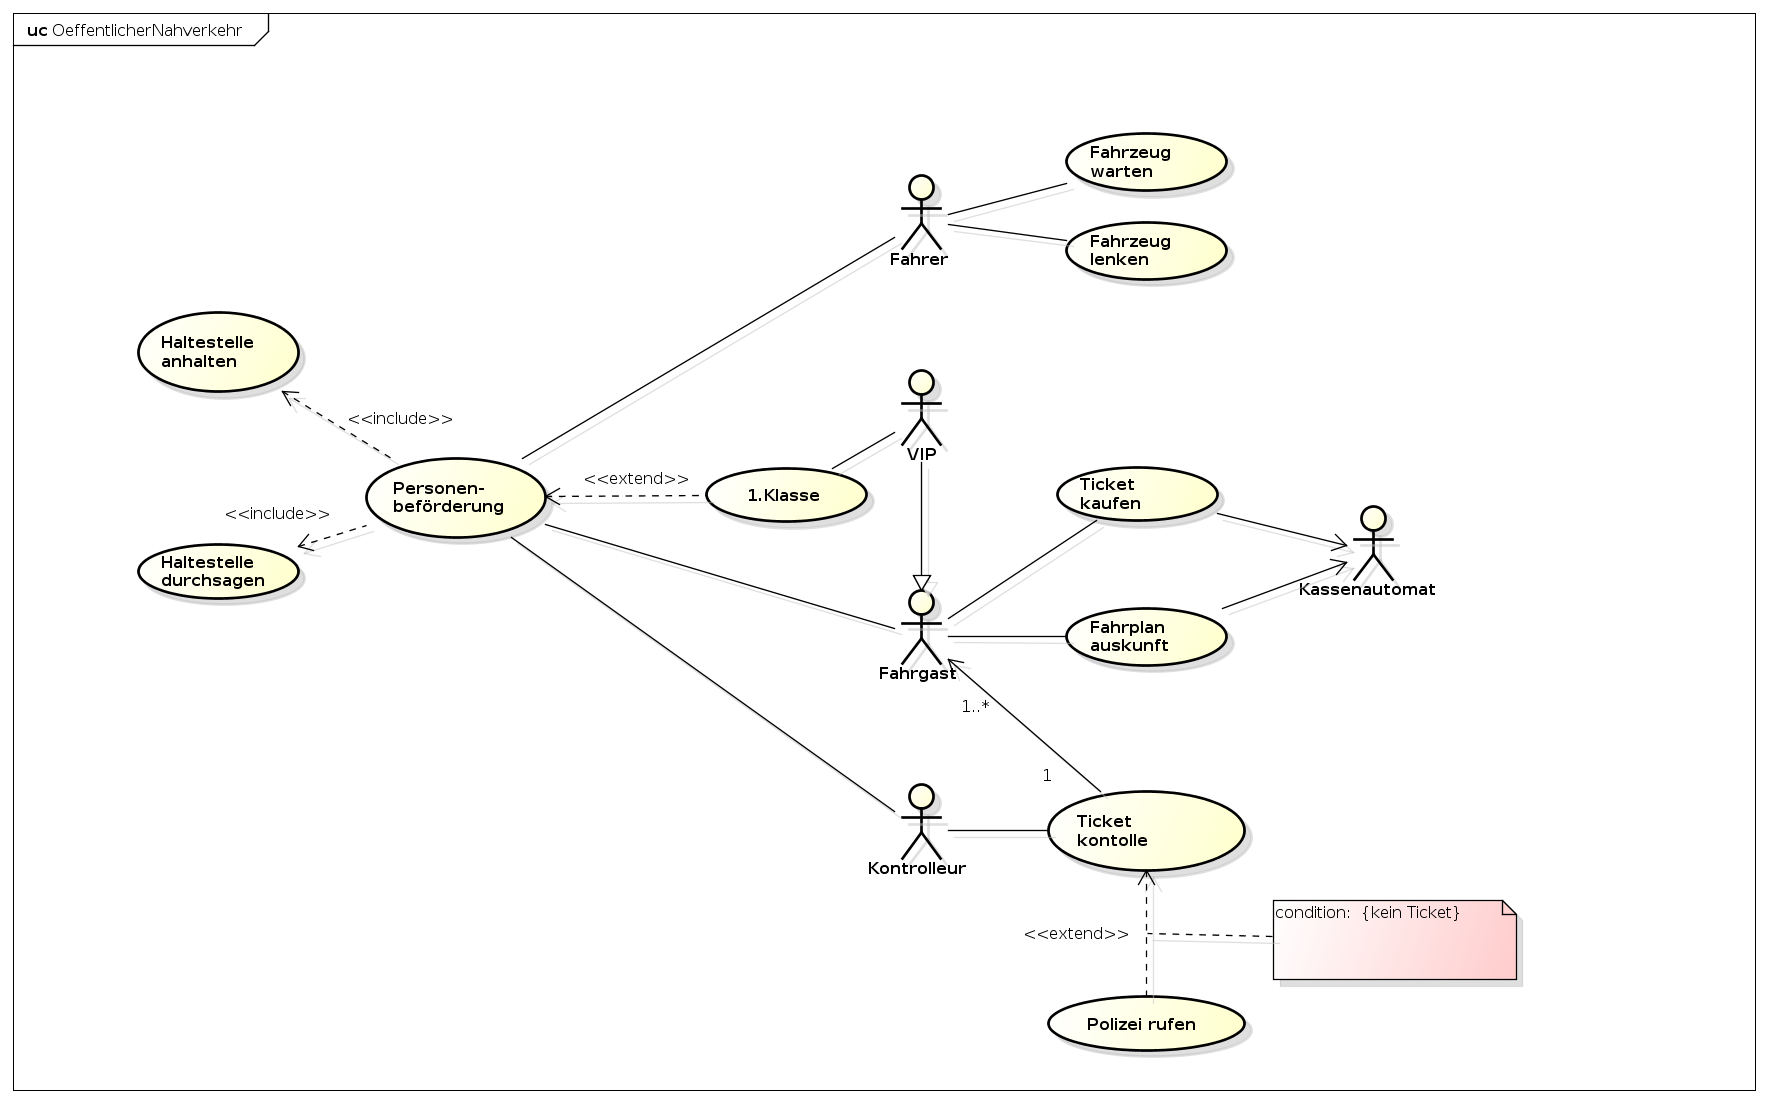 uc OeffentlicherNahverkehr
Fahrzeug
warten
Fahrer
Fahrzeug
lenken
Haltestelle
anhalten
<<include>>
VIP
<<extend>>
1.Klasse
Personen-
beförderung
Ticket
kaufen
<<include>>
Haltestelle
durchsagen
Kassenautomat
Fahrgast
Fahrplan
auskunft
1..*
1
Kontrolleur
Ticket
kontolle
condition:  {kein Ticket}
<<extend>>
Polizei rufen